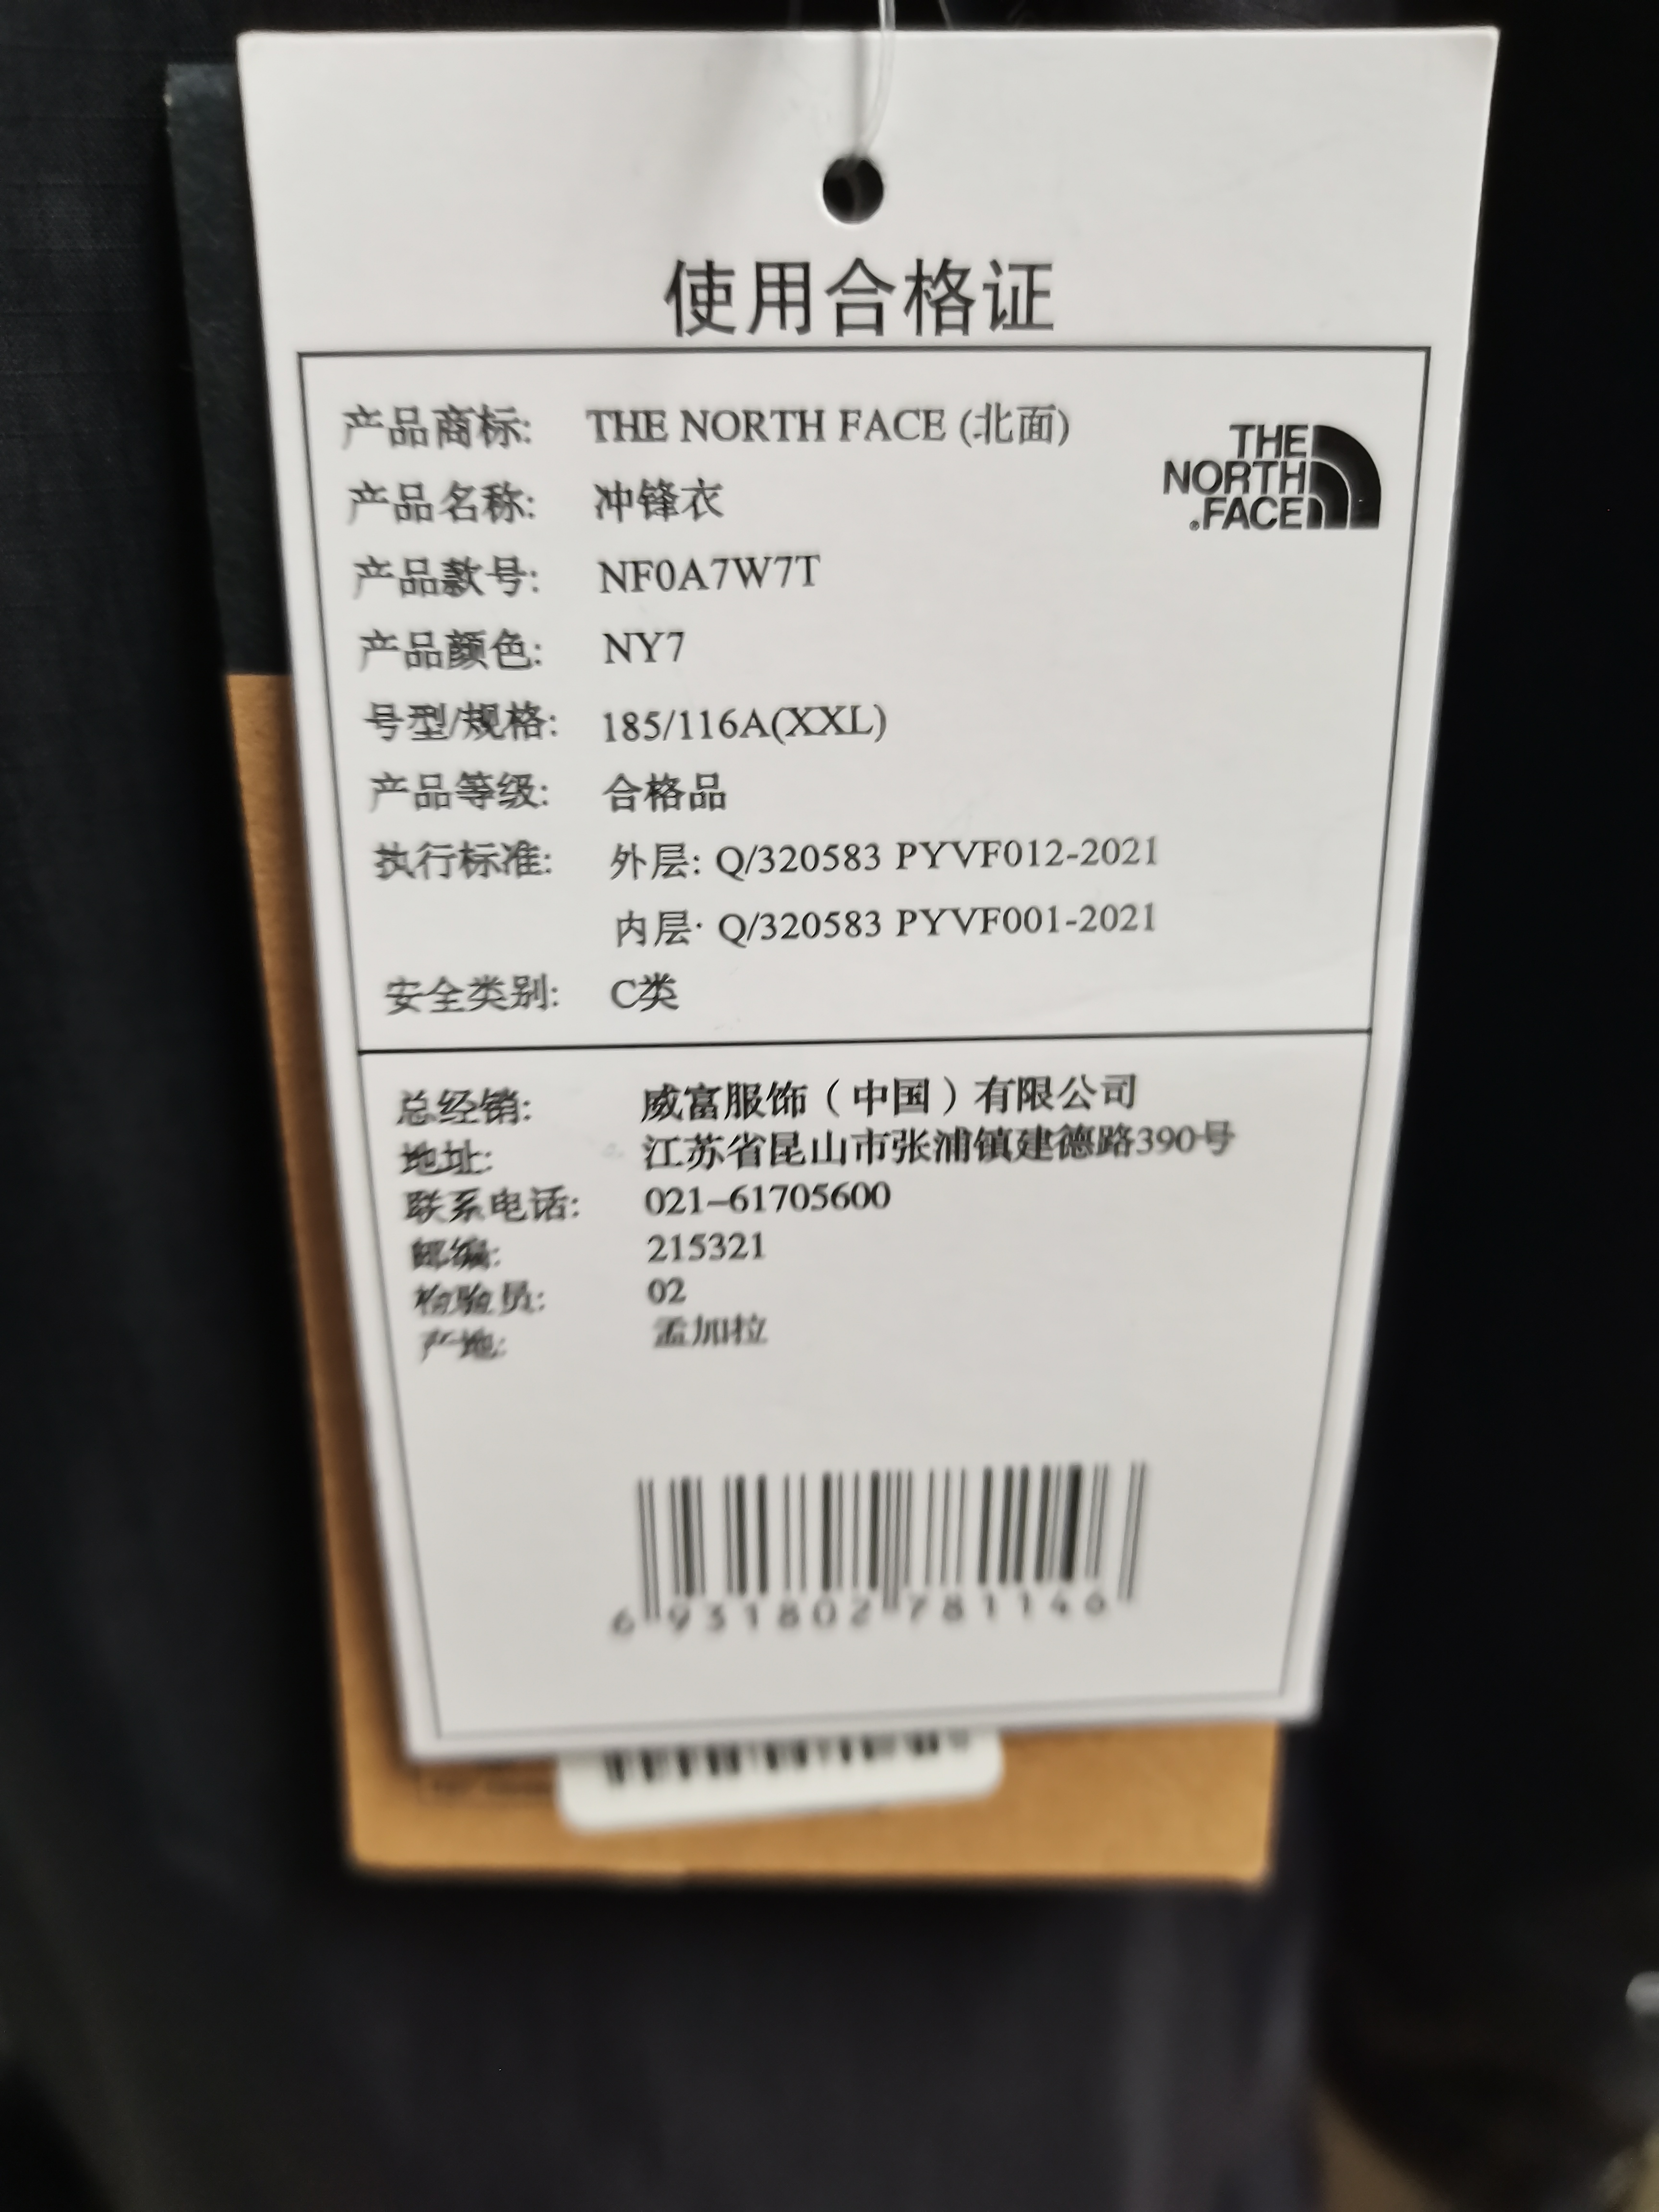 使用合格证
产品商标: THE NORTH FACE (北面)
THE
NORTH
FACE
®
产品名称: 冲锋衣
产品款号: NF0A7W7T
产品颜色: NY7
号型/规格: 185/116A(XXL)
产品等级: 合格品
执行标准: 外层: Q/320583 PYVF012-2021
内层: Q/320583 PYVF001-2021
安全类别: C类
总经销: 威富服饰（中国）有限公司
地址: 江苏省昆山市张浦镇建德路390号
联系电话: 021-61705600
邮编: 215321
检验员: 02
产地: 孟加拉
6 931802 781146